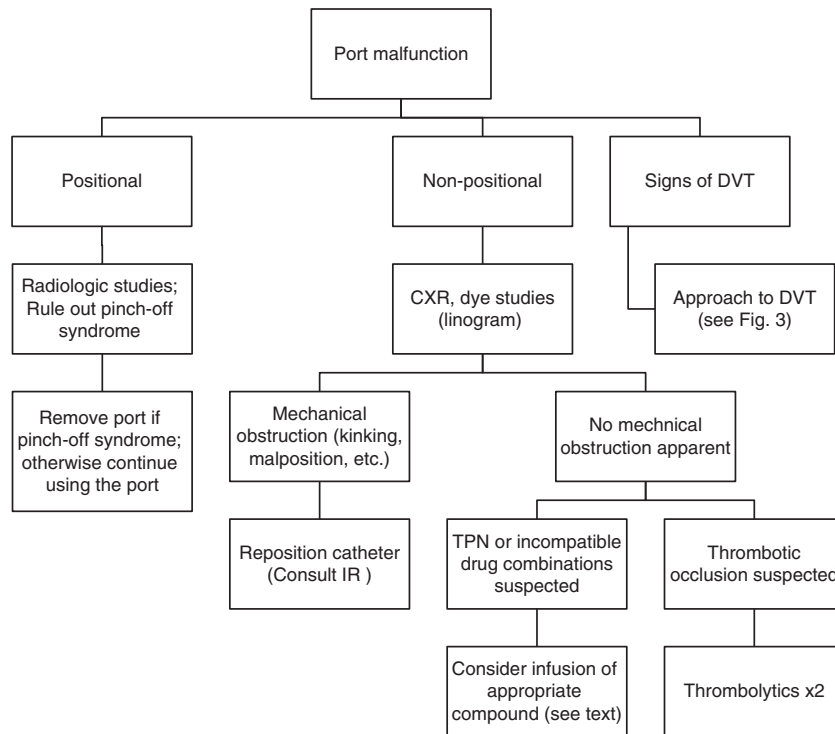 Port malfunction
Positional
Non-positional
Signs of DVT
Radiologic studies;
Rule out pinch-off
syndrome
CXR, dye studies
(linogram)
Approach to DVT
(see Fig. 3)
Remove port if
pinch-off syndrome;
otherwise continue
using the port
Mechanical
obstruction (kinking,
malposition, etc.)
No mechnical
obstruction apparent
Reposition catheter
(Consult IR )
TPN or incompatible
drug combinations
suspected
Thrombotic
occlusion suspected
Consider infusion of
appropriate
compound (see text)
Thrombolytics x2